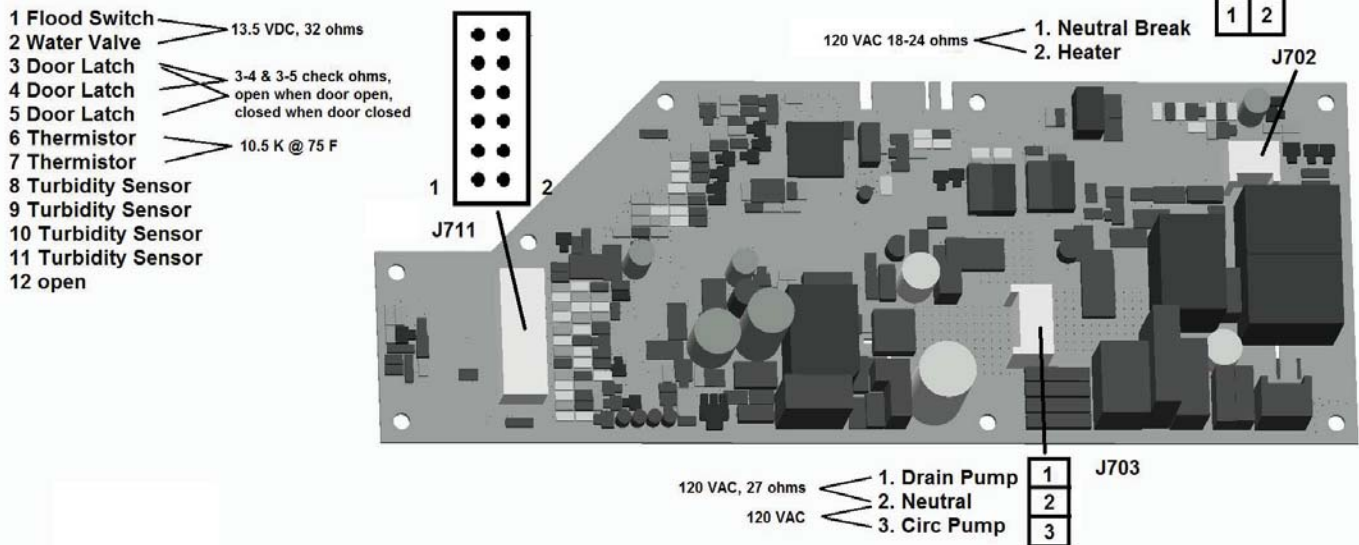 1 Flood Switch
2 Water Valve
13.5 VDC, 32 ohms
3 Door Latch
4 Door Latch
5 Door Latch
3-4 & 3-5 check ohms,
open when door open,
closed when door closed
6 Thermistor
7 Thermistor
10.5 K @ 75 F
8 Turbidity Sensor
9 Turbidity Sensor
10 Turbidity Sensor
11 Turbidity Sensor
12 open
1 2
J711
120 VAC 18-24 ohms
1. Neutral Break
2. Heater
1 2
J702
120 VAC, 27 ohms
120 VAC
1. Drain Pump
2. Neutral
3. Circ Pump
1
2
3
J703